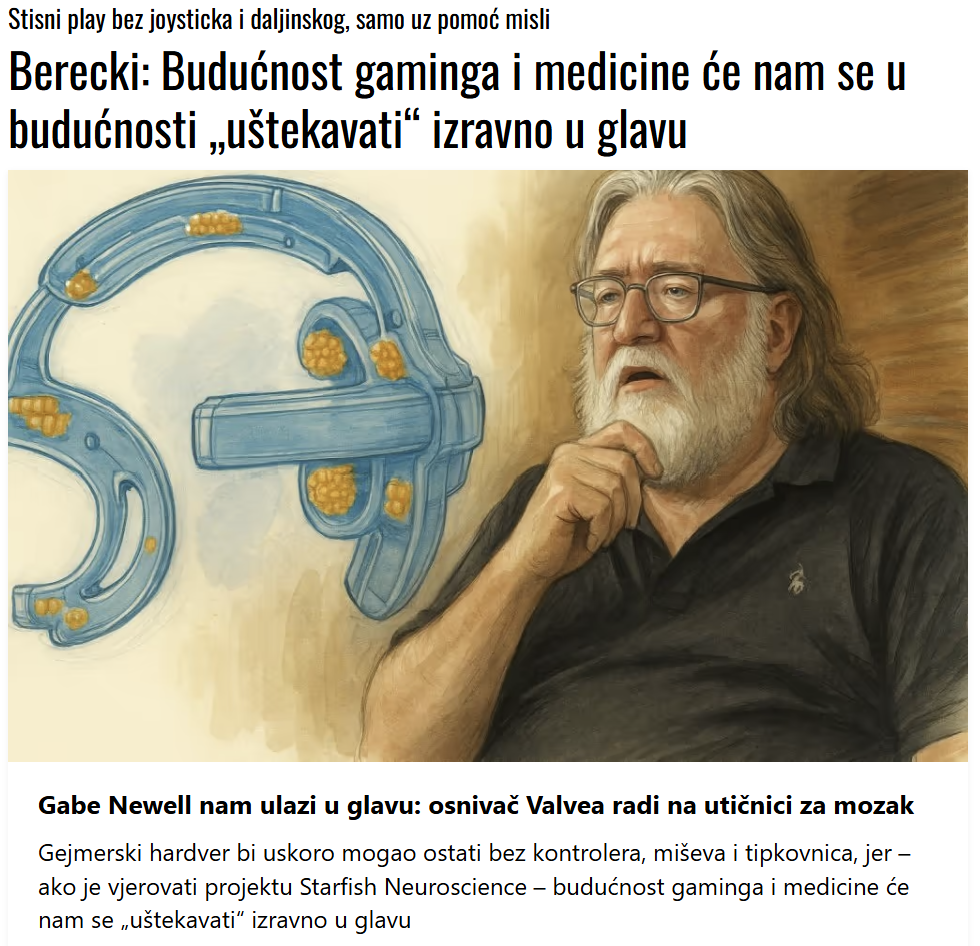 Stisni play bez joysticka i daljinskog, samo uz pomoć misli
Berecki: Budućnost gaminga i medicine će nam se u
budućnosti „uštekavati“ izravno u glavu
Gabe Newell nam ulazi u glavu: osnivač Valvea radi na utičnici za mozak
Gejmerski hardver bi uskoro mogao ostati bez kontrolera, miševa i tipkovnica, jer –
ako je vjerovati projektu Starfish Neuroscience – budućnost gaminga i medicine će
nam se „uštekavati“ izravno u glavu